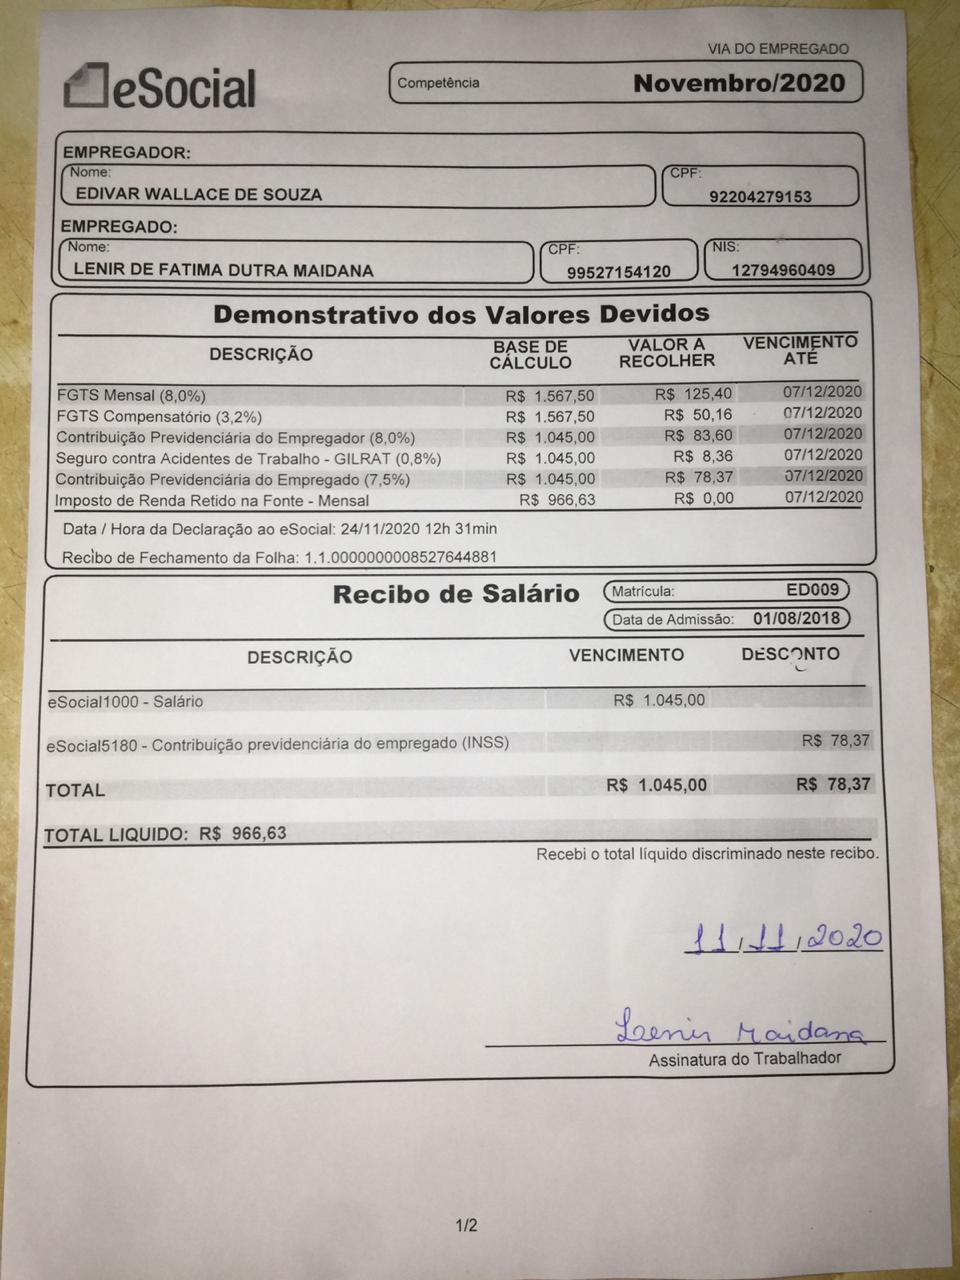 VIA DO EMPREGADO
eSocial
Competência Novembro/2020
EMPREGADOR:
Nome: CPF:
EDIVAR WALLACE DE SOUZA 92204279153
EMPREGADO:
Nome: CPF: NIS:
LENIR DE FATIMA DUTRA MAIDANA 99527154120 12794960409
Demonstrativo dos Valores Devidos
DESCRIÇÃO BASE DE CÁLCULO VALOR A RECOLHER VENCIMENTO ATÉ
FGTS Mensal (8,0%) R$ 1.567,50 R$ 125,40 07/12/2020
FGTS Compensatório (3,2%) R$ 1.567,50 R$ 50,16 07/12/2020
Contribuição Previdenciária do Empregador (8,0%) R$ 1.045,00 R$ 83,60 07/12/2020
Seguro contra Acidentes de Trabalho - GILRAT (0,8%) R$ 1.045,00 R$ 8,36 07/12/2020
Contribuição Previdenciária do Empregado (7,5%) R$ 1.045,00 R$ 78,37 07/12/2020
Imposto de Renda Retido na Fonte - Mensal R$ 966,63 R$ 0,00 07/12/2020
Data / Hora da Declaração ao eSocial: 24/11/2020 12h 31min
Recibo de Fechamento da Folha: 1.1.0000000008527644881
Recibo de Salário Matrícula: ED009
Data de Admissão: 01/08/2018
DESCRIÇÃO VENCIMENTO DESCONTO
eSocial1000 - Salário R$ 1.045,00
eSocial5180 - Contribuição previdenciária do empregado (INSS) R$ 78,37
TOTAL R$ 1.045,00 R$ 78,37
TOTAL LIQUIDO: R$ 966,63
Recebi o total líquido discriminado neste recibo.
11/11/2020
Lenir Maidana
Assinatura do Trabalhador
1/2